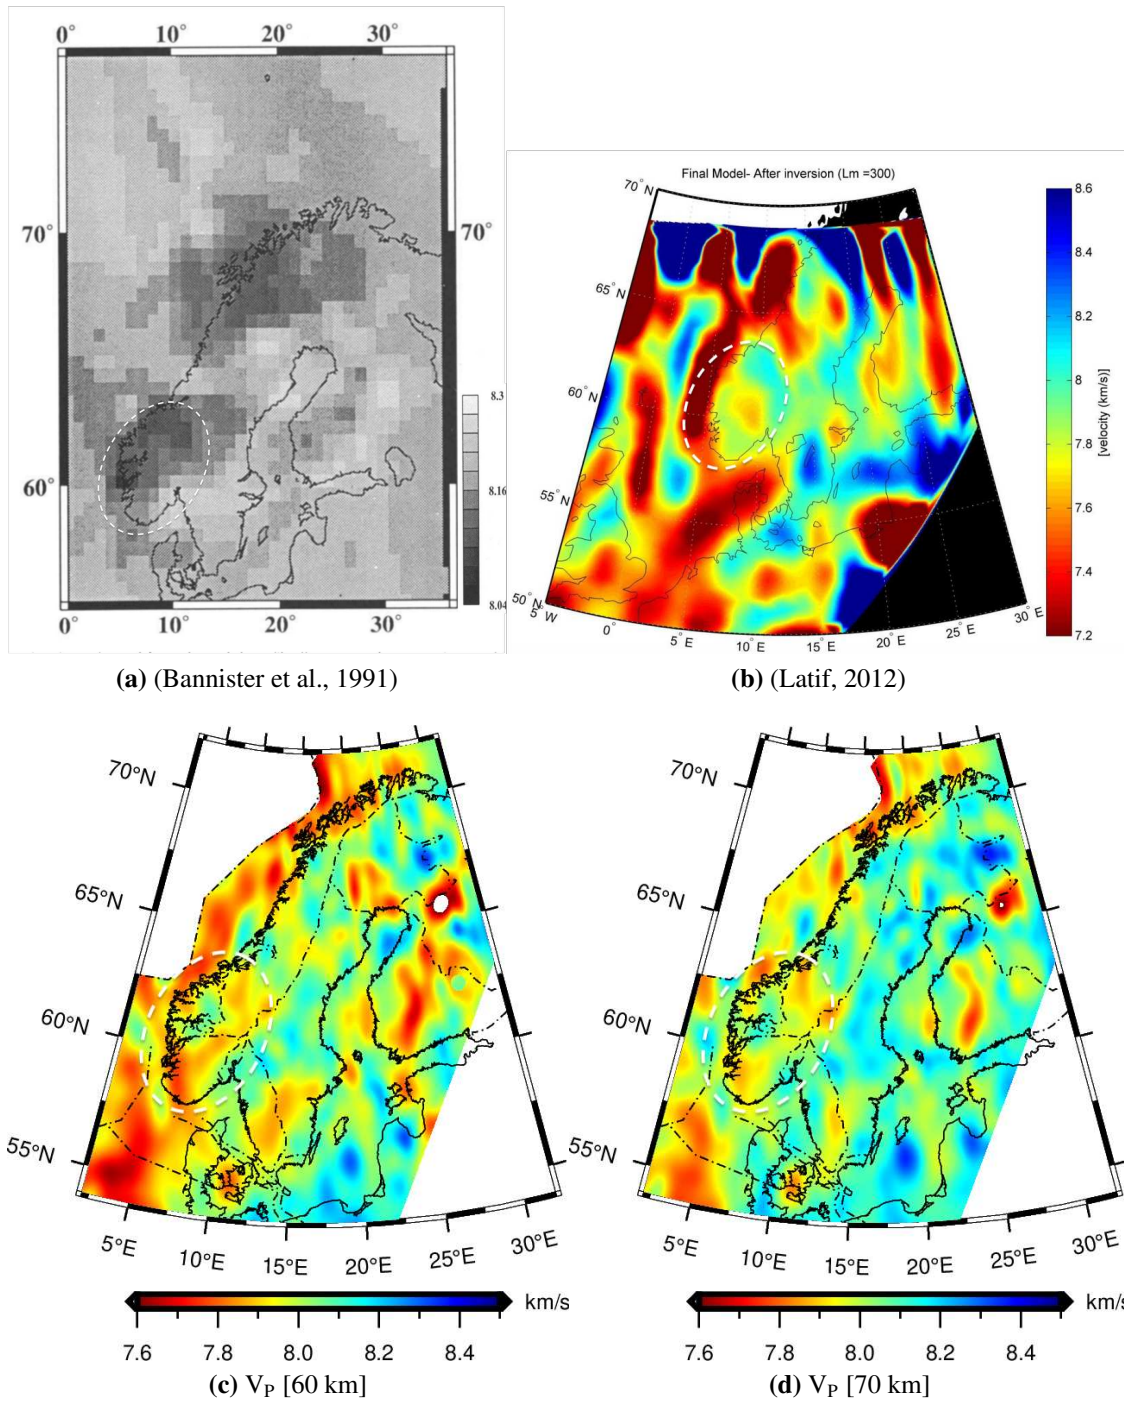 0° 10° 20° 30°
70° 70°
60°
8.3
8.16
8.04
0° 10° 20° 30°
(a) (Bannister et al., 1991)
Final Model- After inversion (Lm =300)
70° N
65° N
60° N
55° N
50° N
5° W
0°
5° E
10° E
15° E
20° E
25° E
30° E
8.6
8.4
8.2
8
7.8
7.6
7.4
7.2
[velocity (km/s)]
(b) (Latif, 2012)
70°N
65°N
60°N
55°N
5°E 10°E 15°E 20°E 25°E 30°E
km/s
7.6 7.8 8.0 8.2 8.4
(c) VP [60 km]
70°N
65°N
60°N
55°N
5°E 10°E 15°E 20°E 25°E 30°E
km/s
7.6 7.8 8.0 8.2 8.4
(d) VP [70 km]